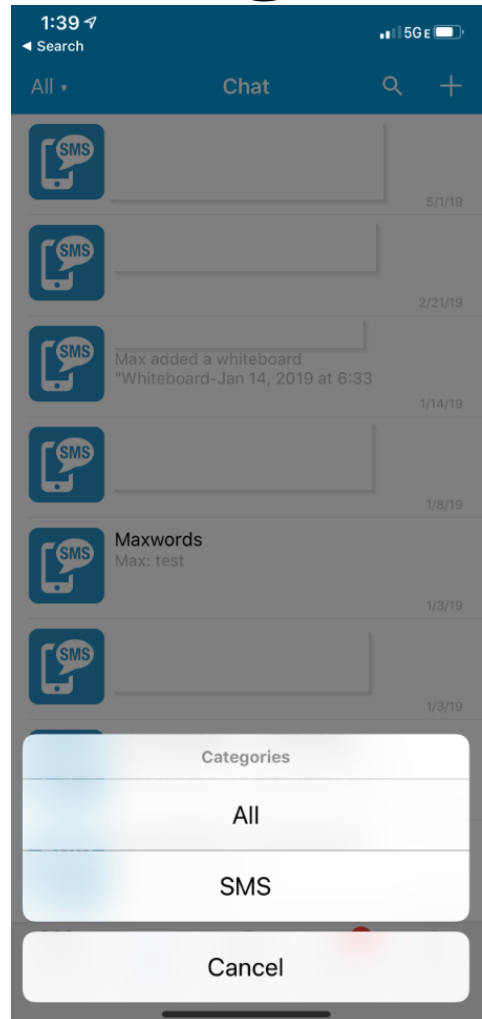 1:39
5GE
◀ Search
All ▾ Chat
SMS
5/1/19
SMS
2/21/19
SMS
Max added a whiteboard
"Whiteboard-Jan 14, 2019 at 6:33
1/14/19
SMS
1/8/19
SMS
Maxwords
Max: test
1/3/19
SMS
1/3/19
Categories
All
SMS
Cancel